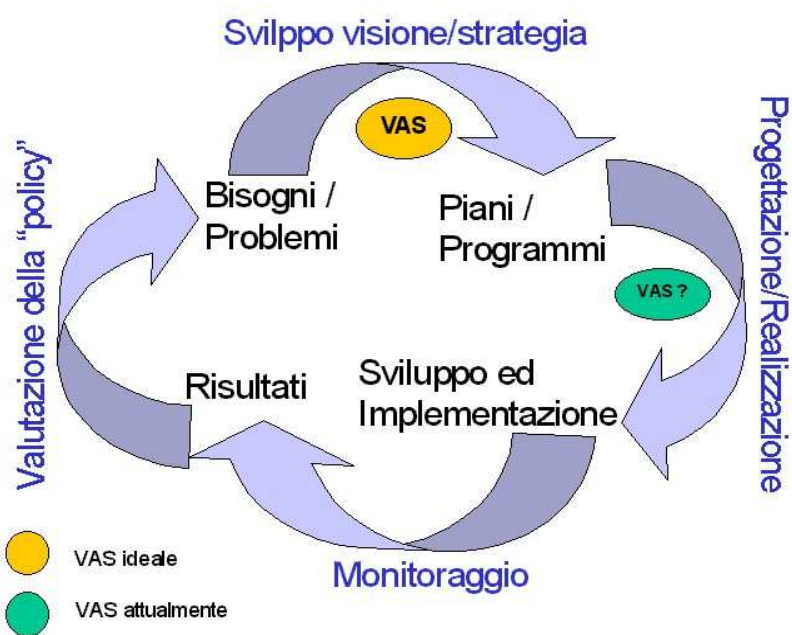 Svilppo visione/strategia
VAS
Bisogni /
Problemi
Piani /
Programmi
Progettazione/Realizzazione
VAS ?
Valutazione della “policy”
Risultati
Sviluppo ed
Implementazione
Monitoraggio
VAS ideale
VAS attualmente